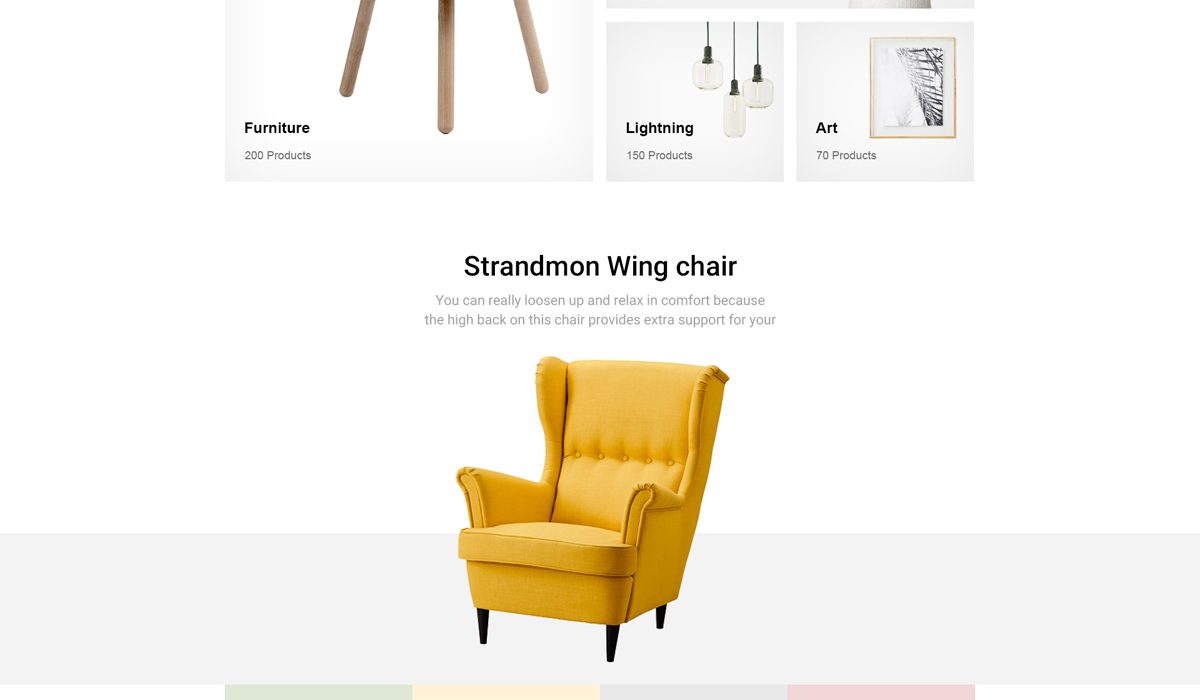 Furniture
200 Products
Lightning
150 Products
Art
70 Products
Strandmon Wing chair
You can really loosen up and relax in comfort because
the high back on this chair provides extra support for your